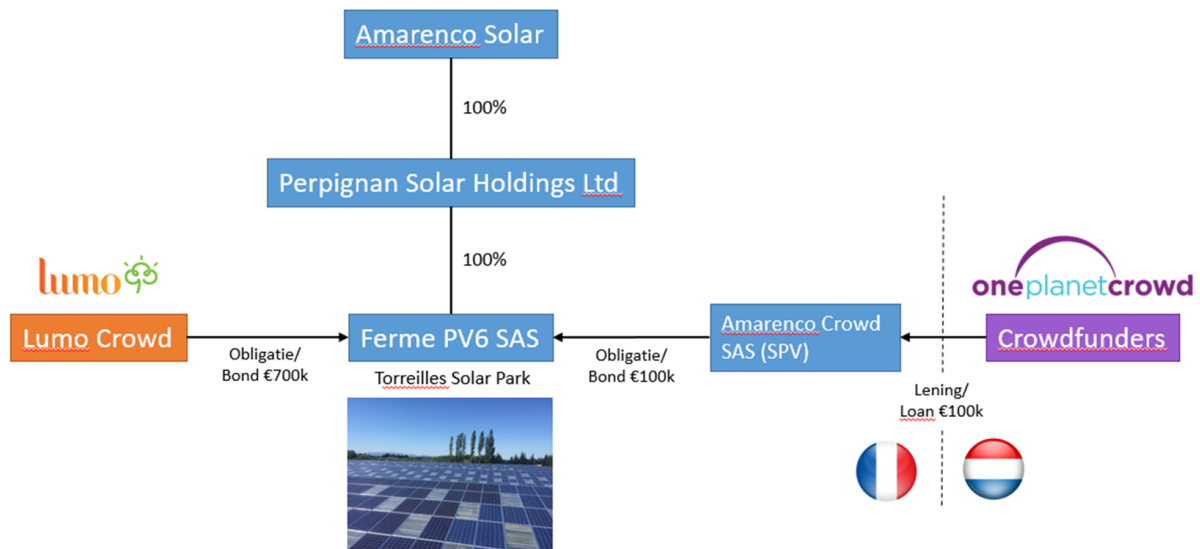 Amarenco Solar
100%
Perpignan Solar Holdings Ltd
100%
lumo
Lumo Crowd
Obligatie/
Bond €700k
Ferme PV6 SAS
Torreilles Solar Park
Obligatie/
Bond €100k
Amarenco Crowd
SAS (SPV)
oneplanetcrowd
Crowdfunders
Lening/
Loan €100k